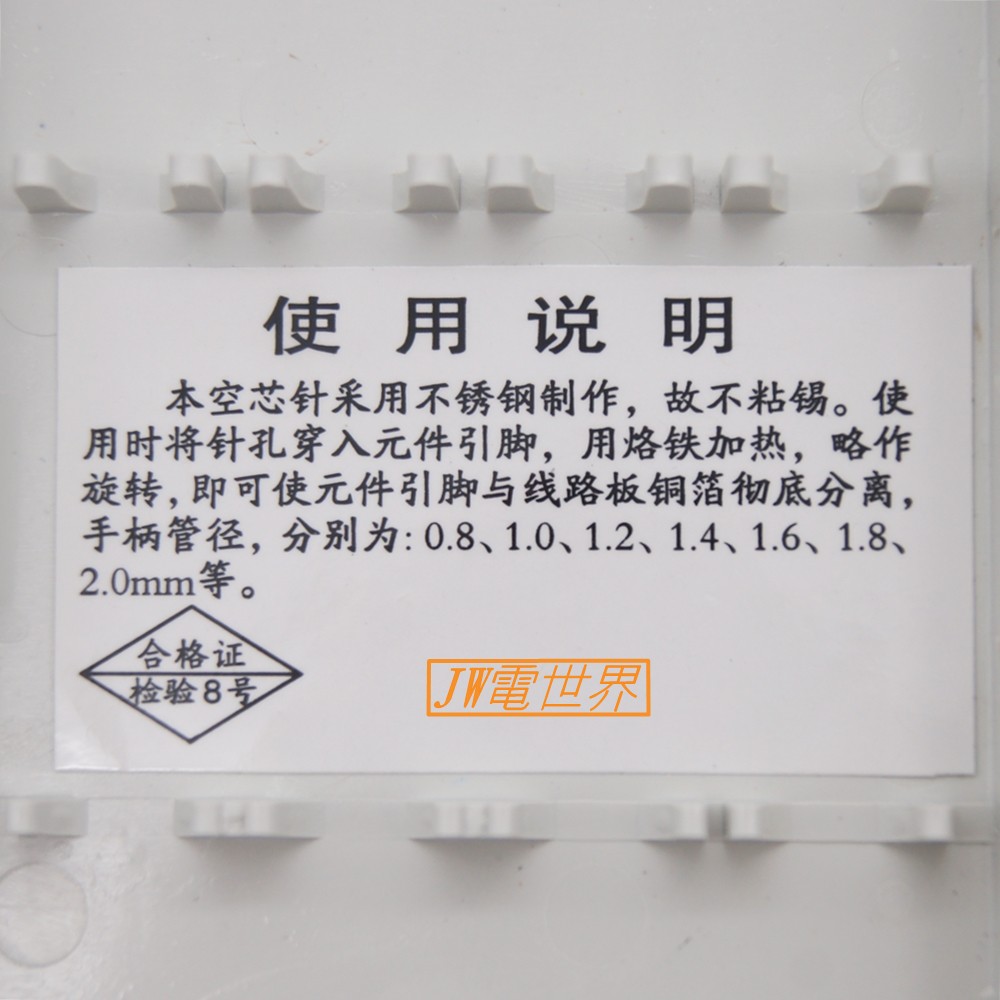 使用说明
本空芯针采用不锈钢制作，故不粘锡。使
用时将针孔穿入元件引脚，用烙铁加热，略作
旋转，即可使元件引脚与线路板铜箔彻底分离，
手柄管径，分别为：0.8、1.0、1.2、1.4、1.6、1.8、
2.0mm等。
合格证
检验8号
JW電世界